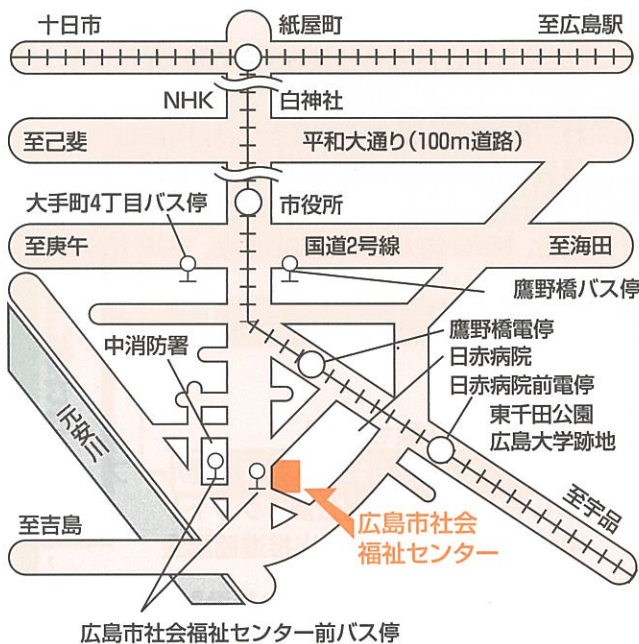 十日市
紙屋町
至広島駅
NHK
白神社
至己斐
平和大通り(100m道路)
大手町4丁目バス停
市役所
至庚午
国道2号線
至海田
鷹野橋バス停
中消防署
鷹野橋電停
日赤病院
日赤病院前電停
東千田公園
広島大学跡地
元安川
至宇品
至吉島
広島市社会
福祉センター
広島市社会福祉センター前バス停